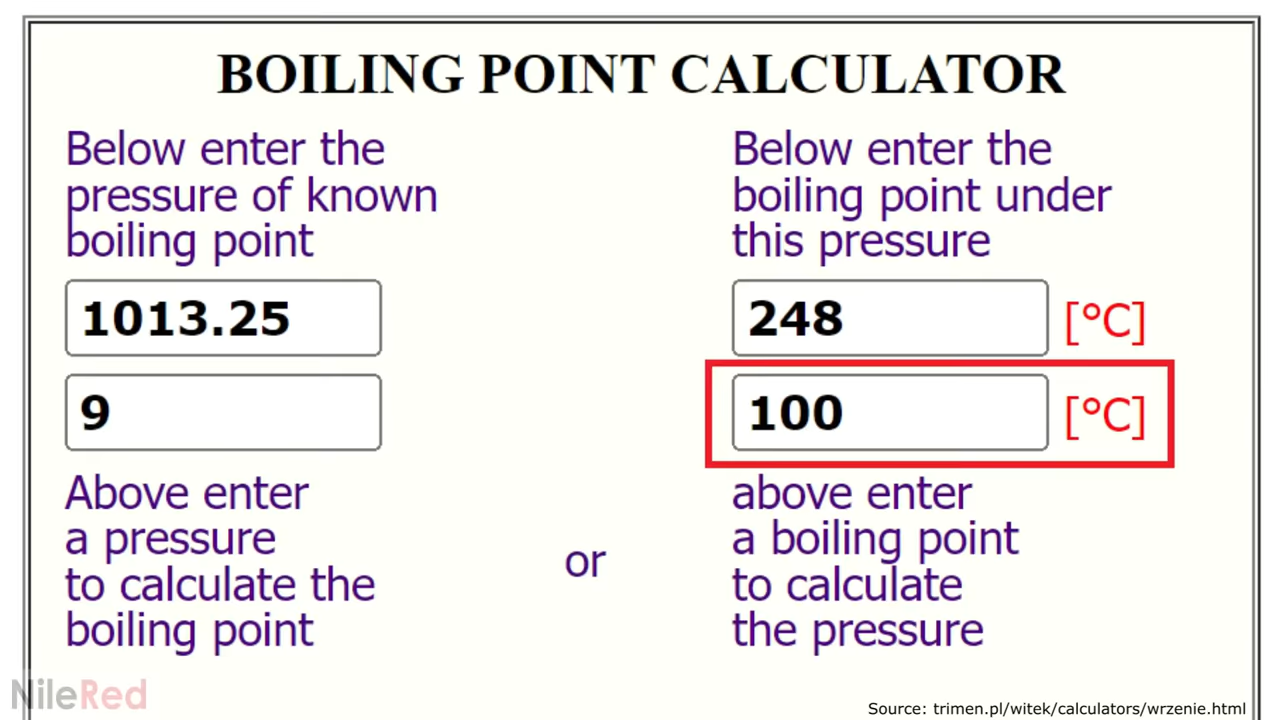 BOILING POINT CALCULATOR
Below enter the
pressure of known
boiling point
Below enter the
boiling point under
this pressure
1013.25
248 [°C]
9
100 [°C]
Above enter
a pressure
to calculate the
boiling point
or
above enter
a boiling point
to calculate
the pressure
NileRed
Source: trimen.pl/witek/calculators/wrzenie.html